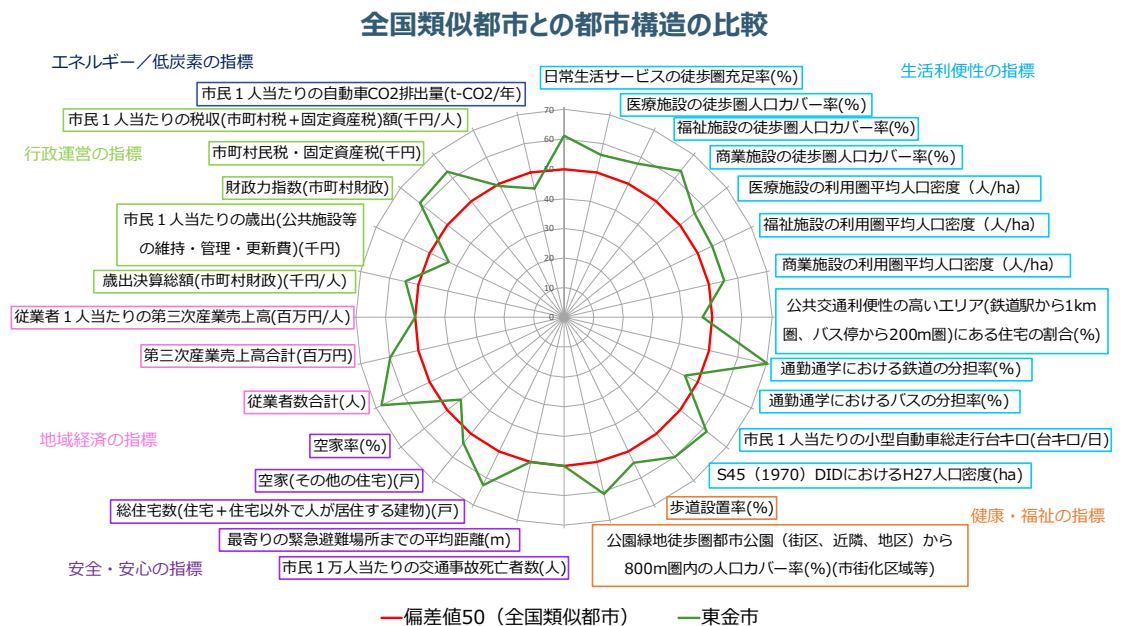 全国類似都市との都市構造の比較
エネルギー／低炭素の指標
生活利便性の指標
日常生活サービスの徒歩圏充足率(%)
医療施設の徒歩圏人口カバー率(%)
福祉施設の徒歩圏人口カバー率(%)
商業施設の徒歩圏人口カバー率(%)
医療施設の利用圏平均人口密度（人/ha）
福祉施設の利用圏平均人口密度（人/ha）
商業施設の利用圏平均人口密度（人/ha）
公共交通利便性の高いエリア(鉄道駅から1km
圏、バス停から200m圏)にある住宅の割合(%)
通勤通学における鉄道の分担率(%)
通勤通学におけるバスの分担率(%)
市民１人当たりの小型自動車総走行台キロ(台キロ/日)
S45（1970）DIDにおけるH27人口密度(ha)
健康・福祉の指標
歩道設置率(%)
公園緑地徒歩圏都市公園（街区、近隣、地区）から
800m圏内の人口カバー率(%)(市街化区域等)
市民１人当たりの自動車CO2排出量(t-CO2/年)
市民１人当たりの税収(市町村税＋固定資産税)額(千円/人)
行政運営の指標
市町村民税・固定資産税(千円)
財政力指数(市町村財政)
市民１人当たりの歳出(公共施設等
の維持・管理・更新費)(千円)
歳出決算総額(市町村財政)(千円/人)
従業者１人当たりの第三次産業売上高(百万円/人)
第三次産業売上高合計(百万円)
従業者数合計(人)
地域経済の指標
空家率(%)
空家(その他の住宅)(戸)
総住宅数(住宅＋住宅以外で人が居住する建物)(戸)
最寄りの緊急避難場所までの平均距離(m)
安全・安心の指標
市民１万人当たりの交通事故死亡者数(人)
70
60
50
40
30
20
10
0
偏差値50（全国類似都市）
東金市